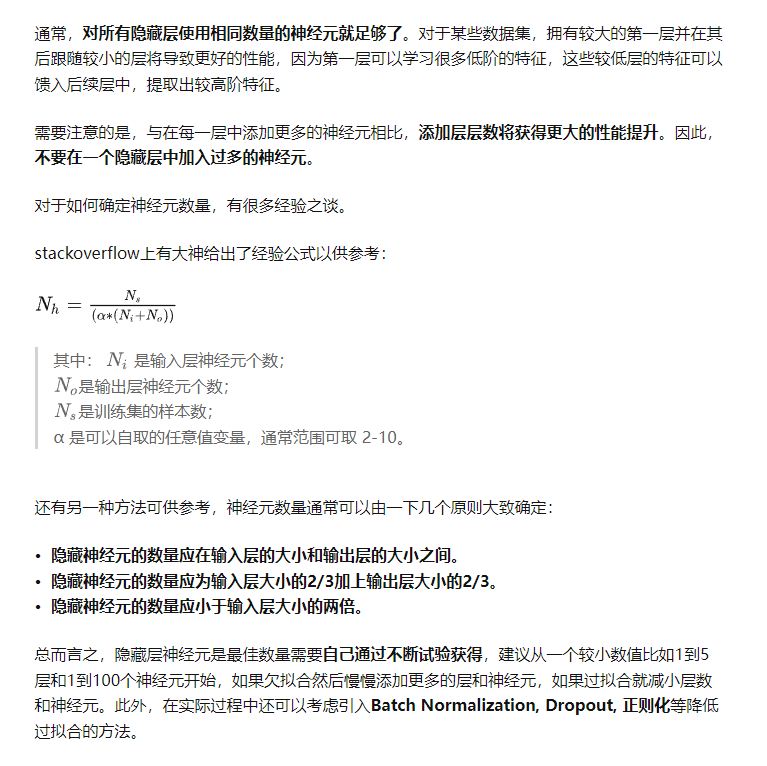 通常，对所有隐藏层使用相同数量的神经元就足够了。对于某些数据集，拥有较大的第一层并在其
后跟随较小的层将导致更好的性能，因为第一层可以学习很多低阶的特征，这些较低层的特征可以
馈入后续层中，提取出较高阶特征。
需要注意的是，与在每一层中添加更多的神经元相比，添加层层数将获得更大的性能提升。因此，
不要在一个隐藏层中加入过多的神经元。
对于如何确定神经元数量，有很多经验之谈。
stackoverflow上有大神给出了经验公式以供参考：
N_h = \frac{N_s}{(α*(N_i+N_o))}
其中： N_i 是输入层神经元个数；
N_o是输出层神经元个数；
N_s是训练集的样本数；
α 是可以自取的任意值变量，通常范围可取 2-10。
还有另一种方法可供参考，神经元数量通常可以由一下几个原则大致确定：
• 隐藏神经元的数量应在输入层的大小和输出层的大小之间。
• 隐藏神经元的数量应为输入层大小的2/3加上输出层大小的2/3。
• 隐藏神经元的数量应小于输入层大小的两倍。
总而言之，隐藏层神经元是最佳数量需要自己通过不断试验获得，建议从一个较小数值比如1到5
层和1到100个神经元开始，如果欠拟合然后慢慢添加更多的层和神经元，如果过拟合就减小层数
和神经元。此外，在实际过程中还可以考虑引入Batch Normalization, Dropout, 正则化等降低
过拟合的方法。